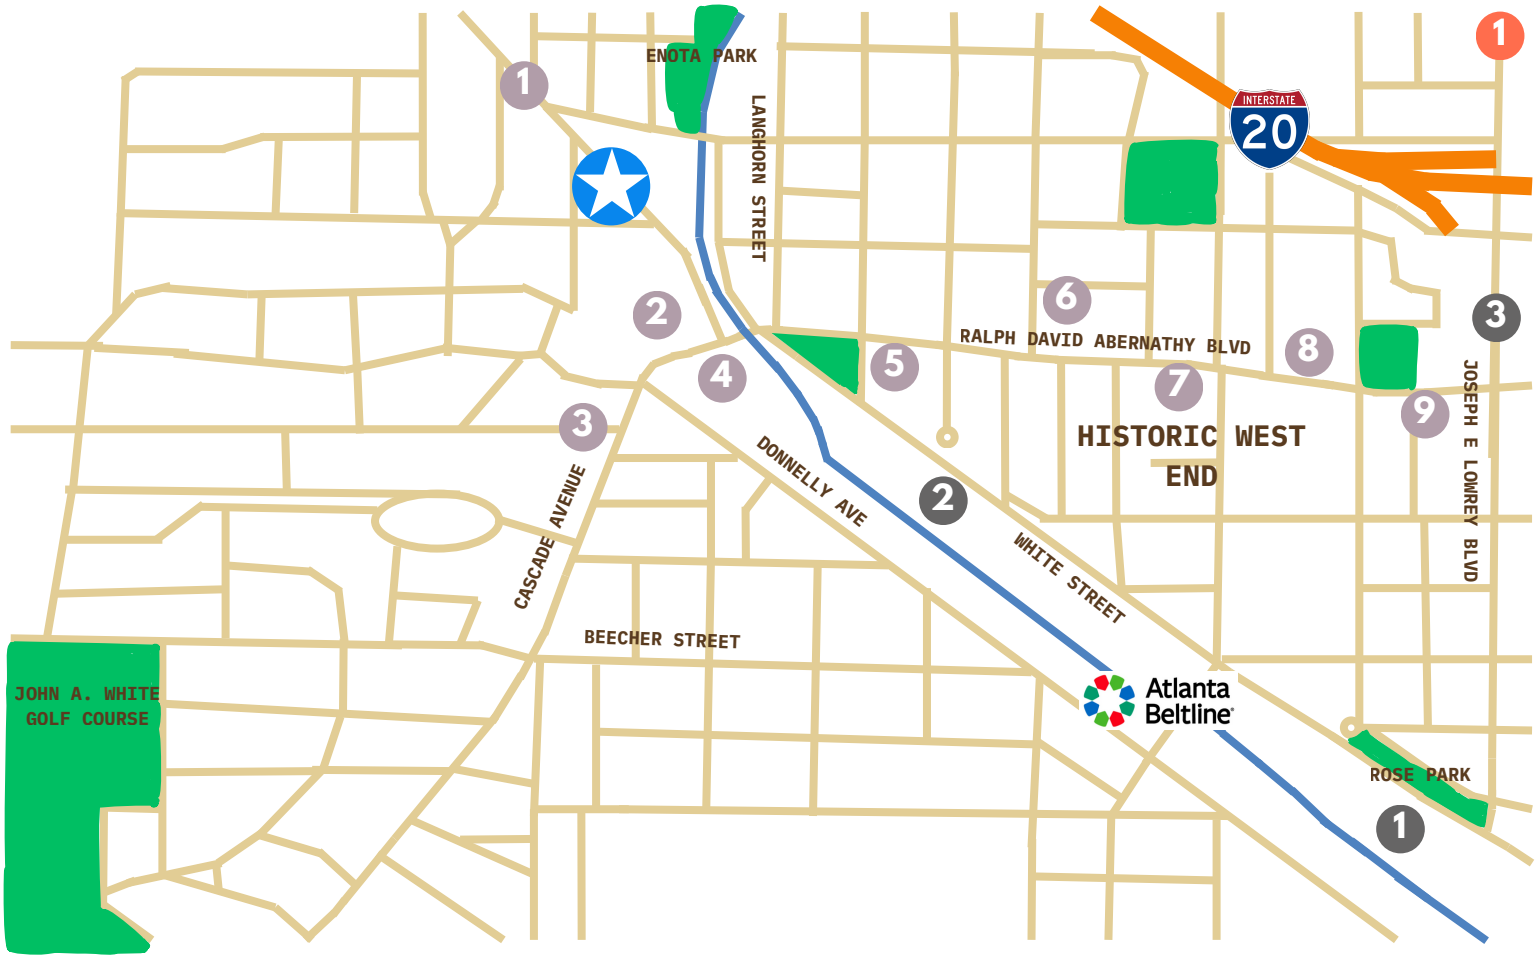 1
ENOTA PARK
1
INTERSTATE
20
LANGHORN STREET
2
6
3
RALPH DAVID ABERNATHY BLVD
8
4
5
7
9
JOSEPH E LOWREY BLVD
3
HISTORIC WEST
END
DONNELLY AVE
2
CASCADE AVENUE
WHITE STREET
BEECHER STREET
JOHN A. WHITE
GOLF COURSE
Atlanta
Beltline
ROSE PARK
1